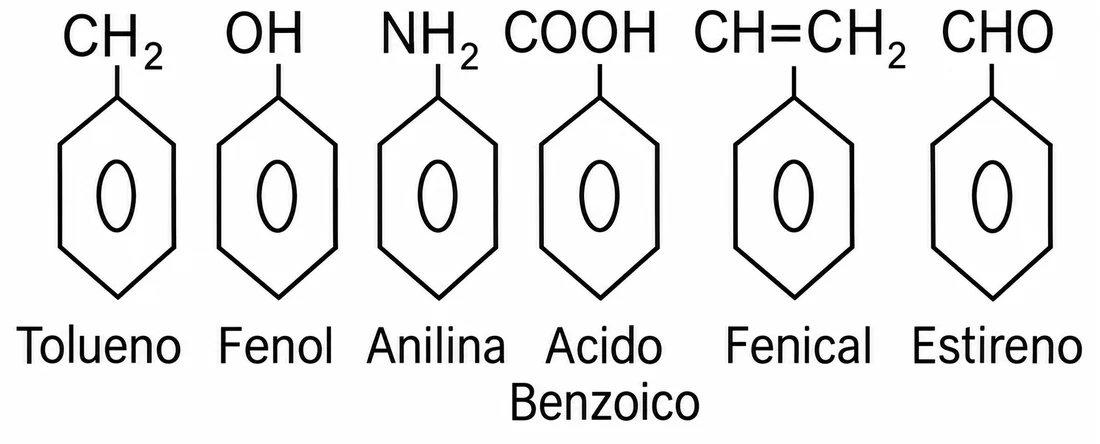 CH₂ OH NH₂ COOH CH=CH₂ CHO
Tolueno Fenol Anilina Acido Fenical Estireno
Benzoico